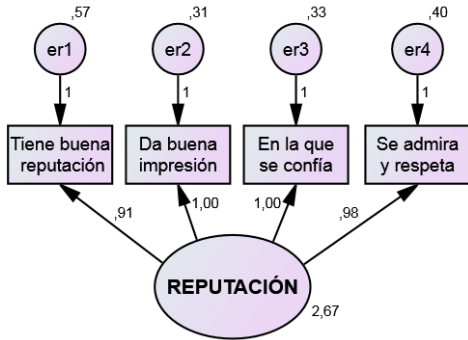 ,57
,31
,33
,40
er1
er2
er3
er4
1
1
1
1
Tiene buena
reputación
Da buena
impresión
En la que
se confía
Se admira
y respeta
,91
1,00
1,00
,98
REPUTACIÓN
2,67